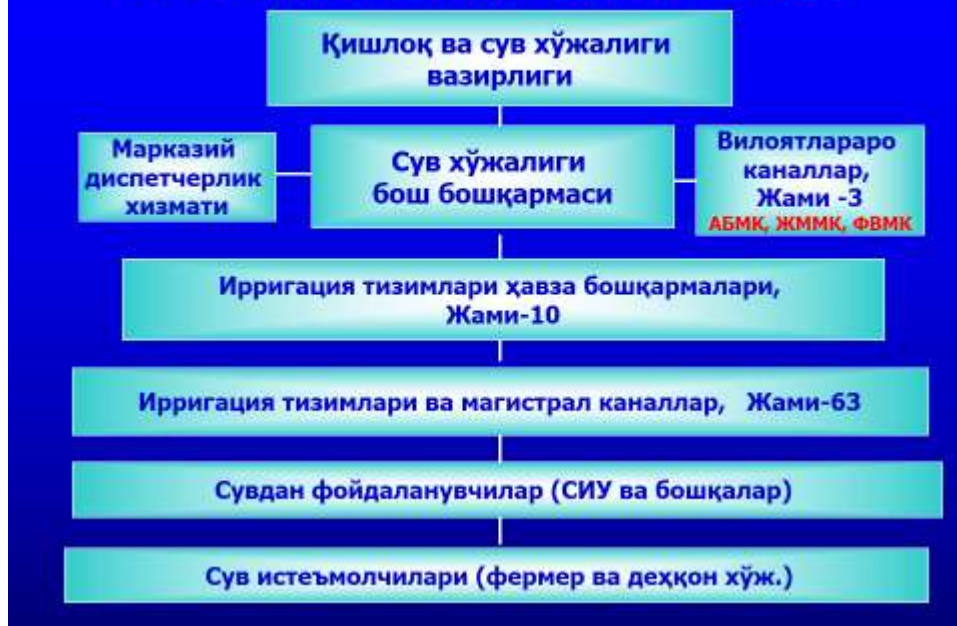 Қишлоқ ва сув хўжалиги
вазирлиги
Марказий
диспетчерлик
хизмати
Сув хўжалиги
бош бошқармаси
Вилоятлараро
каналлар,
Жами -3
АБМК, ЖММК, ФВМК
Ирригация тизимлари ҳавза бошқармалари,
Жами-10
Ирригация тизимлари ва магистрал каналлар, Жами-63
Сувдан фойдаланувчилар (СИУ ва бошқалар)
Сув истеъмолчилари (фермер ва деҳқон хўж.)